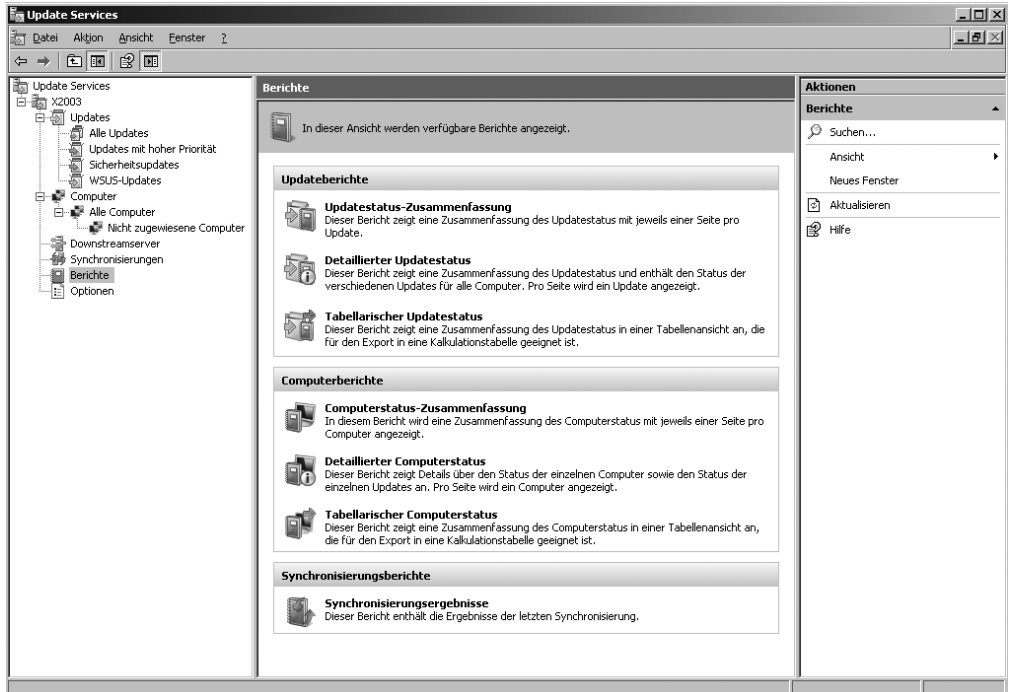 Update Services
Datei Aktion Ansicht Fenster ?
Update Services
X2003
Updates
Alle Updates
Updates mit hoher Priorität
Sicherheitsupdates
WSUS-Updates
Computer
Alle Computer
Nicht zugewiesene Computer
Downstreamserver
Synchronisierungen
Berichte
Optionen
Berichte
In dieser Ansicht werden verfügbare Berichte angezeigt.
Updateberichte
Updatestatus-Zusammenfassung
Dieser Bericht zeigt eine Zusammenfassung des Updatestatus mit jeweils einer Seite pro
Update.
Detaillierter Updatestatus
Dieser Bericht zeigt eine Zusammenfassung des Updatestatus und enthält den Status der
verschiedenen Updates für alle Computer. Pro Seite wird ein Update angezeigt.
Tabellarischer Updatestatus
Dieser Bericht zeigt eine Zusammenfassung des Updatestatus in einer Tabellenansicht an, die
für den Export in eine Kalkulationstabelle geeignet ist.
Computerberichte
Computerstatus-Zusammenfassung
In diesem Bericht wird eine Zusammenfassung des Computerstatus mit jeweils einer Seite pro
Computer angezeigt.
Detaillierter Computerstatus
Dieser Bericht zeigt Details über den Status der einzelnen Computer sowie den Status der
einzelnen Updates an. Pro Seite wird ein Computer angezeigt.
Tabellarischer Computerstatus
Dieser Bericht zeigt eine Zusammenfassung des Computerstatus in einer Tabellenansicht an,
die für den Export in eine Kalkulationstabelle geeignet ist.
Synchronisierungsberichte
Synchronisierungsergebnisse
Dieser Bericht enthält die Ergebnisse der letzten Synchronisierung.
Aktionen
Berichte
Suchen...
Ansicht
Neues Fenster
Aktualisieren
Hilfe